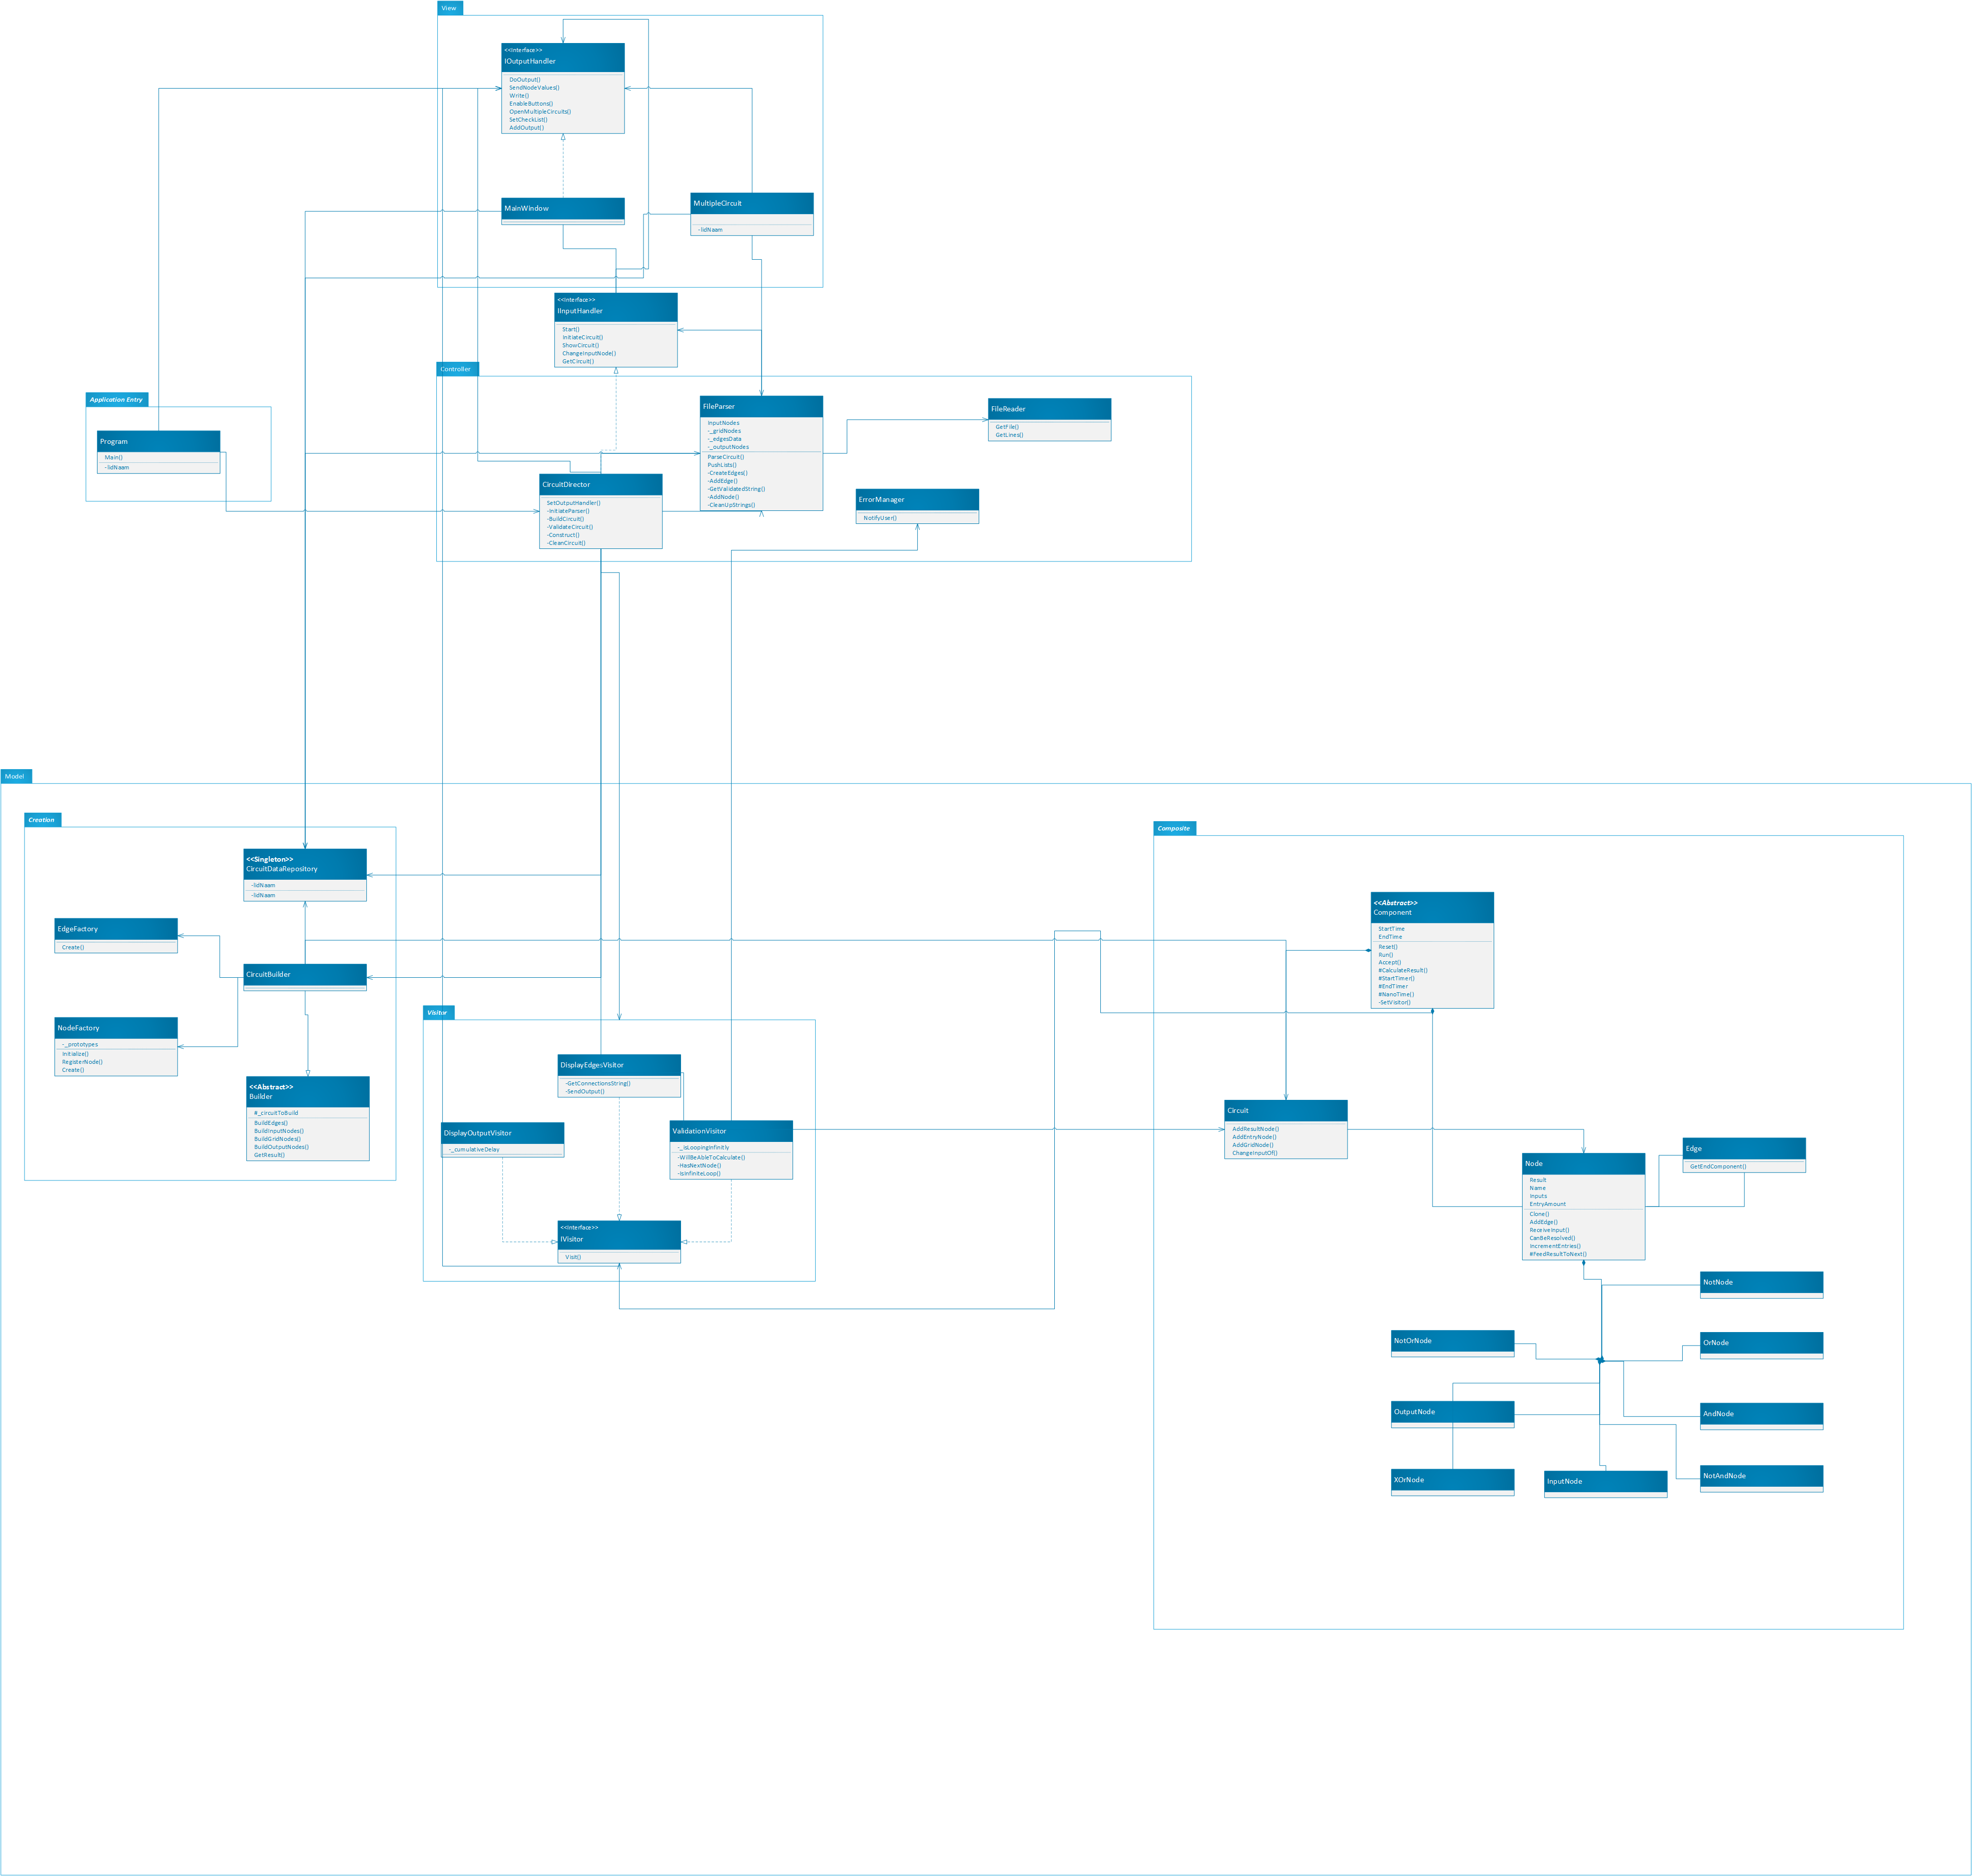 View
<<Interface>>
IOutputHandler
DoOutput()
SendNodeValues()
Write()
EnableButtons()
OpenMultipleCircuits()
SetCheckList()
AddOutput()
MainWindow
MultipleCircuit
-lidNaam
<<Interface>>
IInputHandler
Start()
InitiateCircuit()
ShowCircuit()
ChangeInputNode()
GetCircuit()
Controller
Application Entry
Program
Main()
-lidNaam
FileParser
InputNodes
-_gridNodes
-_edgesData
-_outputNodes
ParseCircuit()
PushLists()
-CreateEdges()
-AddEdge()
-GetValidatedString()
-AddNode()
-CleanUpStrings()
FileReader
GetFile()
GetLines()
CircuitDirector
SetOutputHandler()
-InitiateParser()
-BuildCircuit()
-ValidateCircuit()
-Construct()
-CleanCircuit()
ErrorManager
NotifyUser()
Model
Creation
<<Singleton>>
CircuitDataRepository
-lidNaam
-lidNaam
EdgeFactory
Create()
CircuitBuilder
NodeFactory
-_prototypes
Initialize()
RegisterNode()
Create()
<<Abstract>>
Builder
#_circuitToBuild
BuildEdges()
BuildInputNodes()
BuildGridNodes()
BuildOutputNodes()
GetResult()
Visitor
DisplayEdgesVisitor
-GetConnectionsString()
-SendOutput()
DisplayOutputVisitor
-_cumulativeDelay
ValidationVisitor
-_isLoopingInfinitly
-WillBeAbleToCalculate()
-HasNextNode()
-IsInfiniteLoop()
<<Interface>>
IVisitor
Visit()
Composite
<<Abstract>>
Component
StartTime
EndTime
Reset()
Run()
Accept()
#CalculateResult()
#StartTimer()
#EndTimer
#NanoTime()
-SetVisitor()
Circuit
AddResultNode()
AddEntryNode()
AddGridNode()
ChangeInputOf()
Edge
GetEndComponent()
Node
Result
Name
Inputs
EntryAmount
Clone()
AddEdge()
ReceiveInput()
CanBeResolved()
IncrementEntries()
#FeedResultToNext()
NotNode
NotOrNode
OrNode
OutputNode
AndNode
XOrNode
InputNode
NotAndNode